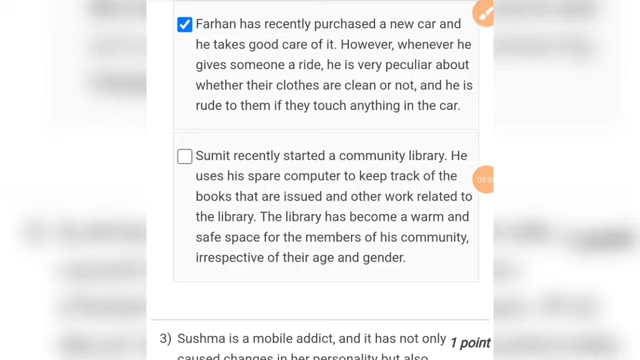 Farhan has recently purchased a new car and
he takes good care of it. However, whenever he
gives someone a ride, he is very peculiar about
whether their clothes are clean or not, and he is
rude to them if they touch anything in the car.
Sumit recently started a community library. He
uses his spare computer to keep track of the
books that are issued and other work related to
the library. The library has become a warm and
safe space for the members of his community,
irrespective of their age and gender.
3) Sushma is a mobile addict, and it has not only 1 point
caused changes in her personality but also